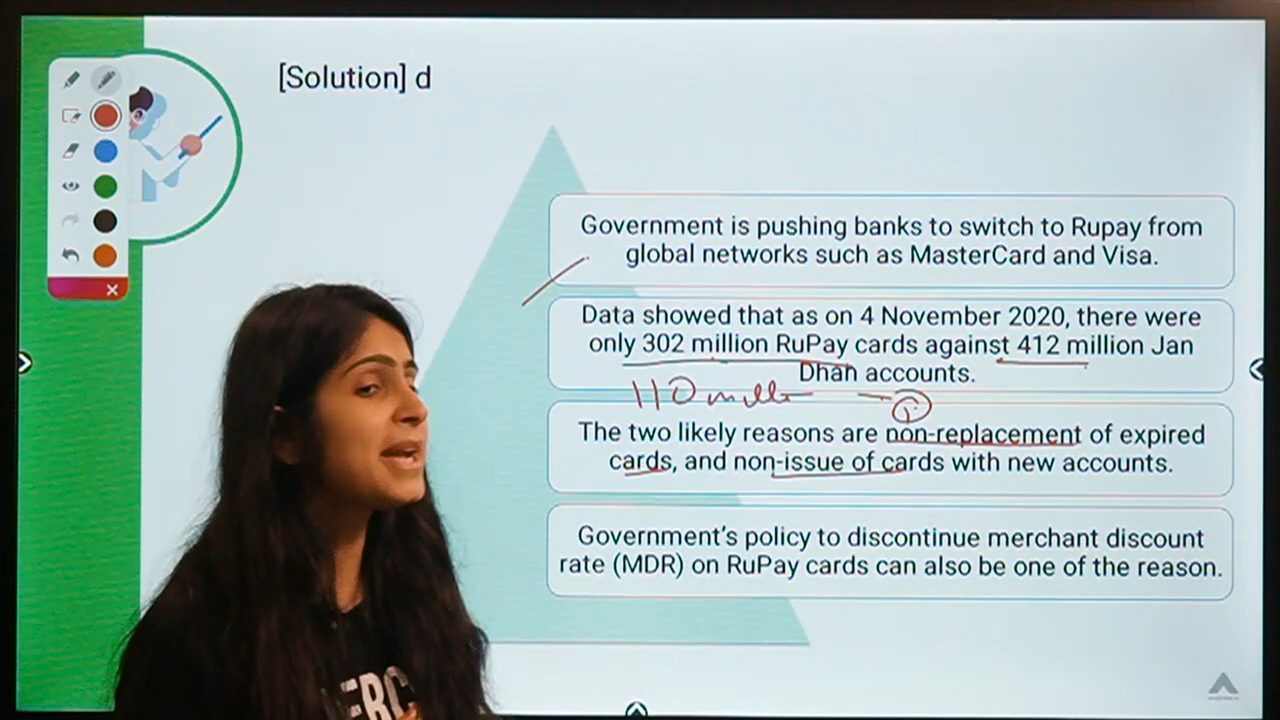 [Solution] d
Government is pushing banks to switch to Rupay from
global networks such as MasterCard and Visa.
Data showed that as on 4 November 2020, there were
only 302 million RuPay cards against 412 million Jan
Dhan accounts.
110
The two likely reasons are non-replacement of expired
cards, and non-issue of cards with new accounts.
Government's policy to discontinue merchant discount
rate (MDR) on RuPay cards can also be one of the reason.